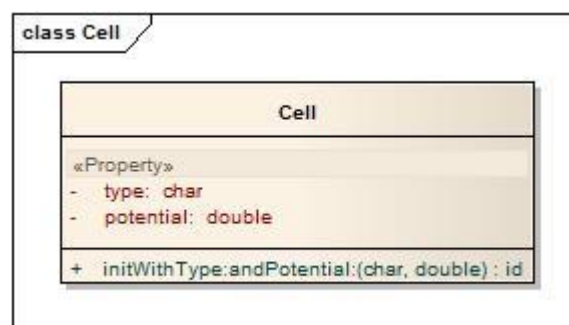 class Cell
Cell
«Property»
- type: char
- potential: double
+ initWithType:andPotential:(char, double) : id